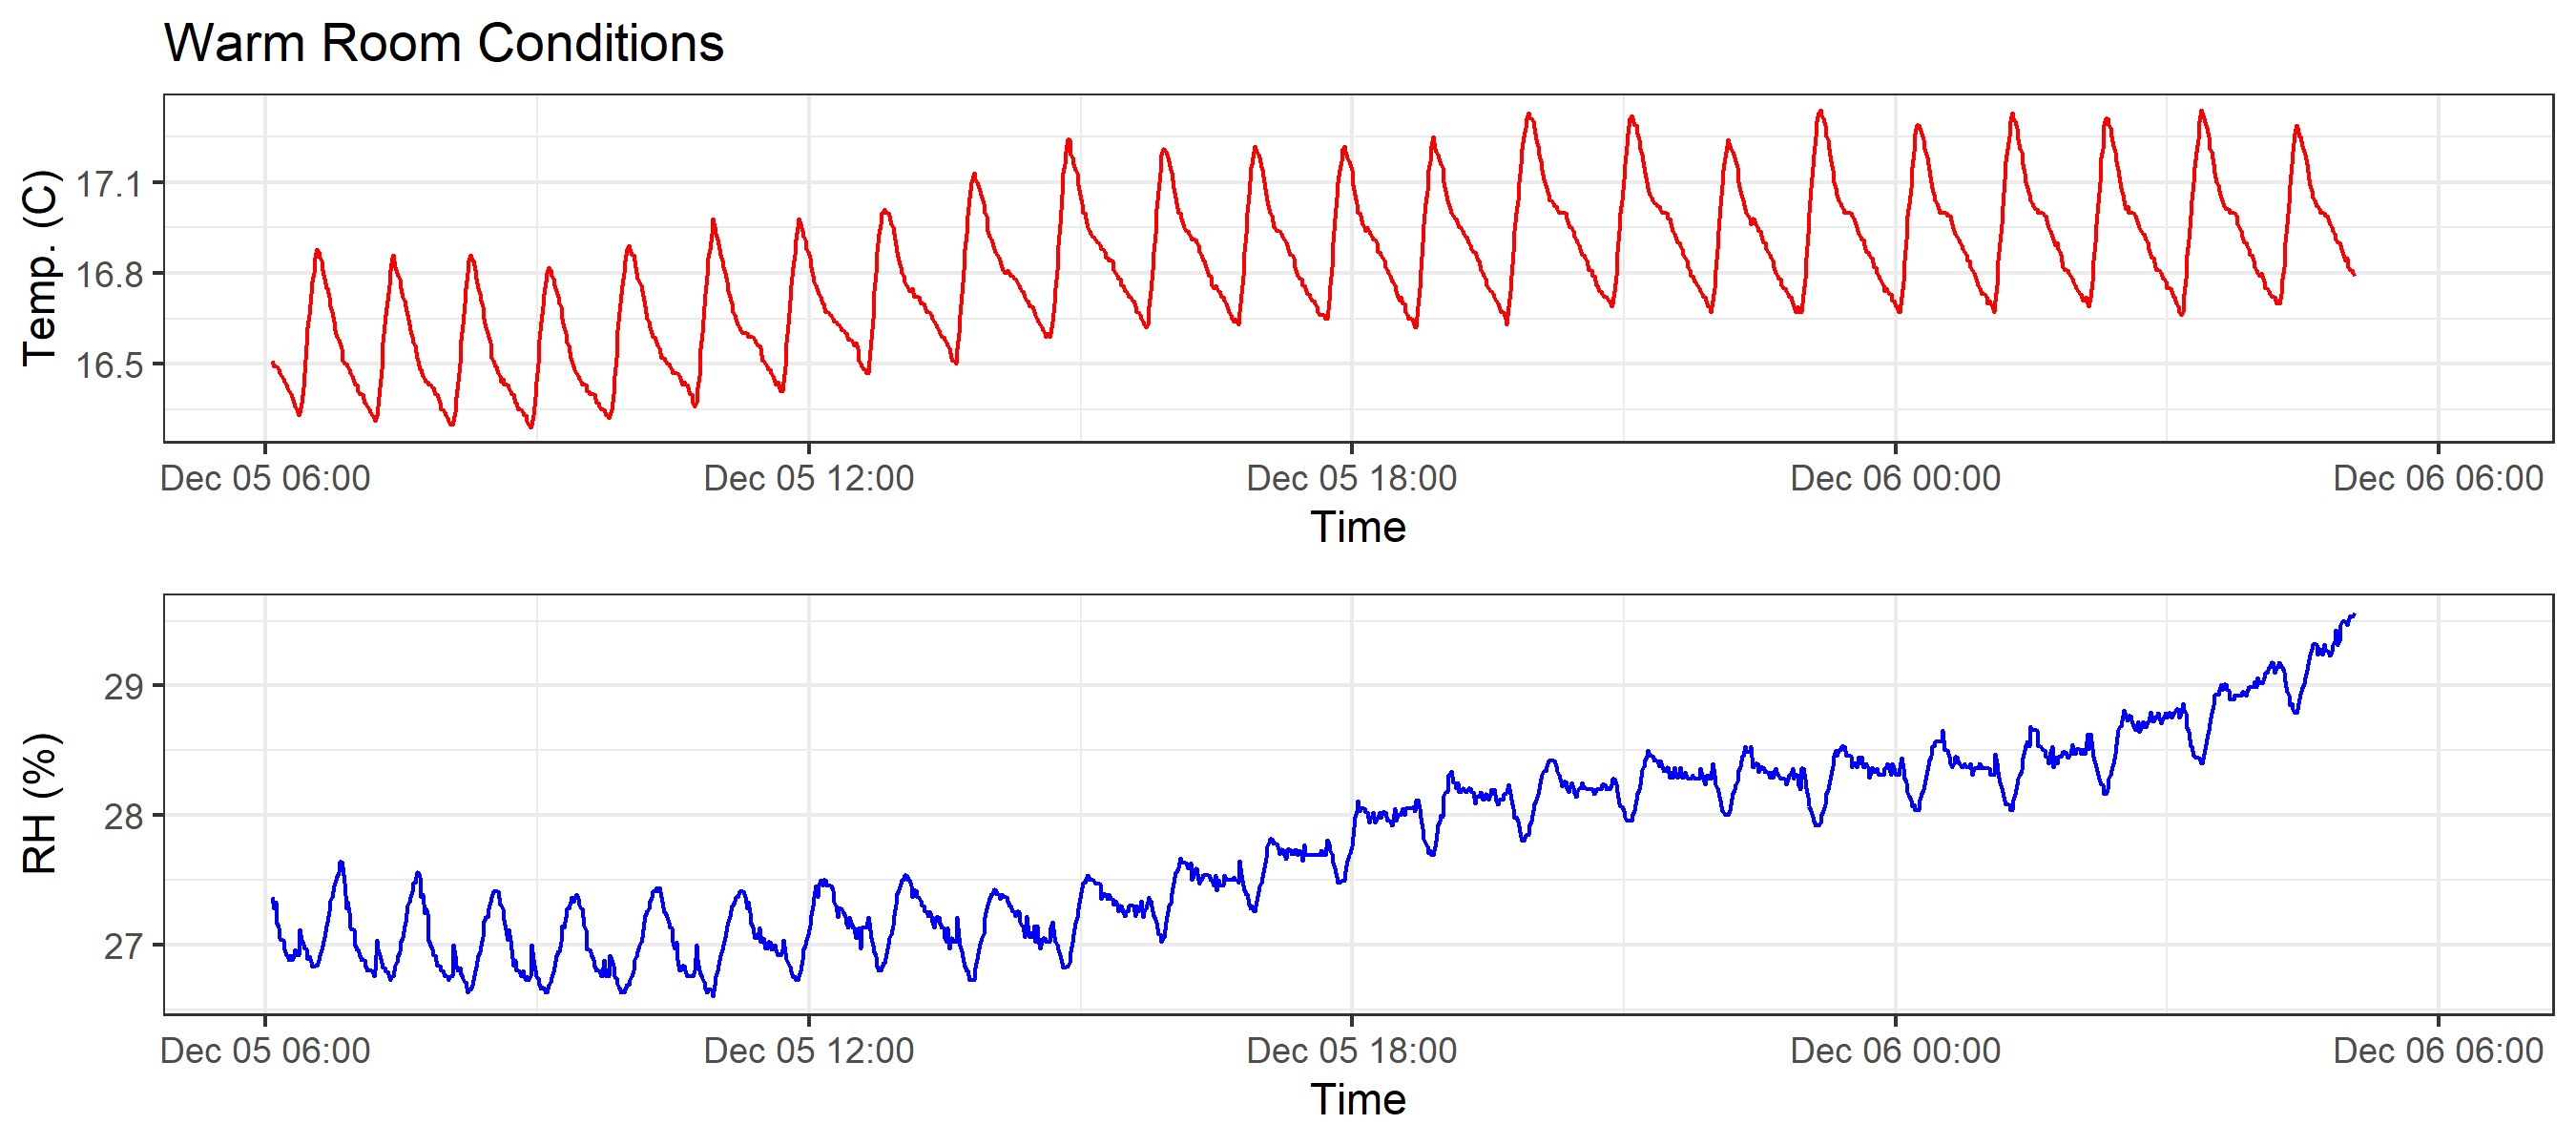 Warm Room Conditions
Temp. (C)
17.1
16.8
16.5
Dec 05 06:00 Dec 05 12:00 Dec 05 18:00 Dec 06 00:00 Dec 06 06:00
Time
RH (%)
29
28
27
Dec 05 06:00 Dec 05 12:00 Dec 05 18:00 Dec 06 00:00 Dec 06 06:00
Time